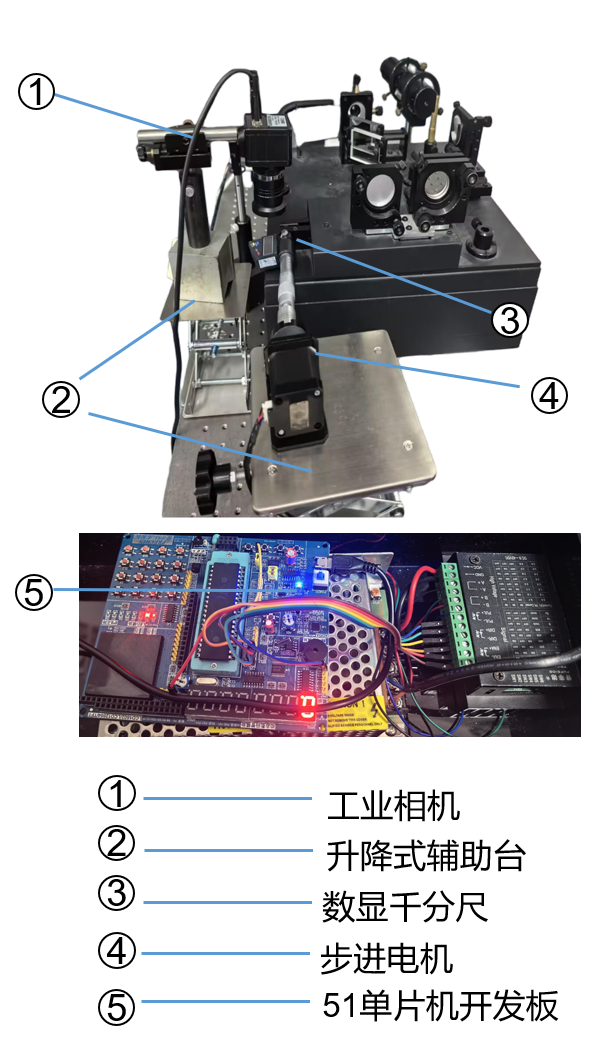 ①
②
③
④
⑤
① 工业相机
② 升降式辅助台
③ 数显千分尺
④ 步进电机
⑤ 51单片机开发板